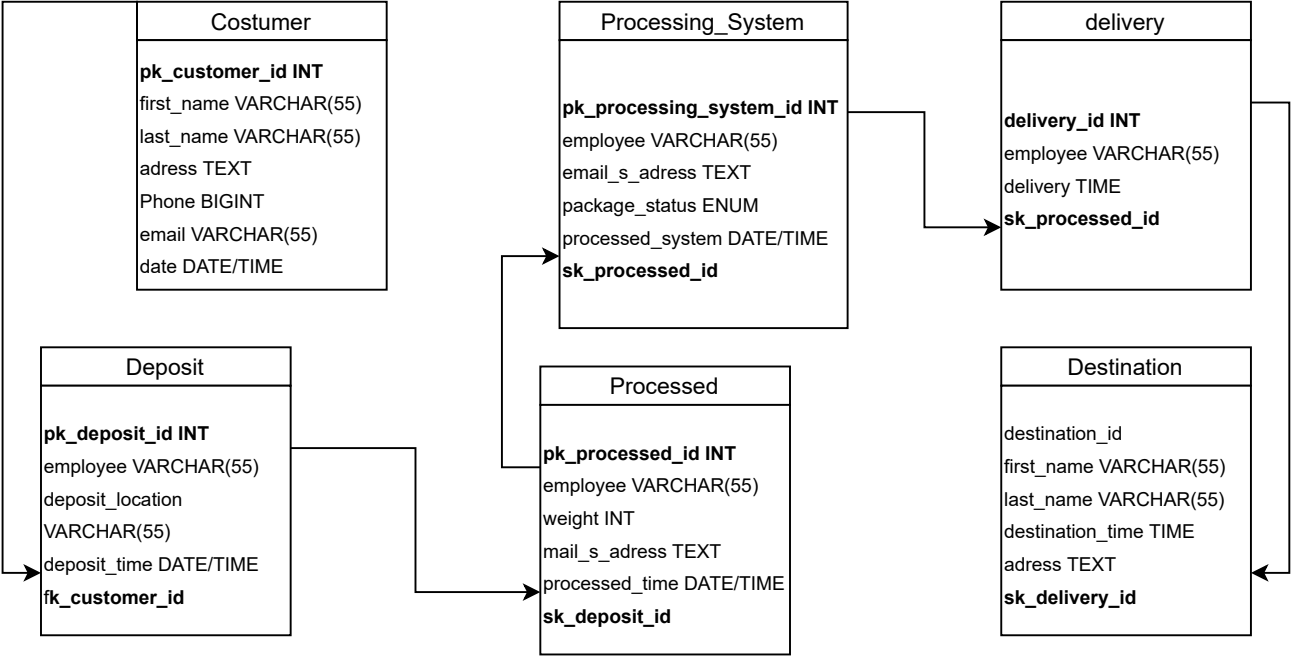 Costumer
pk_customer_id INT
first_name VARCHAR(55)
last_name VARCHAR(55)
adress TEXT
Phone BIGINT
email VARCHAR(55)
date DATE/TIME
Processing_System
pk_processing_system_id INT
employee VARCHAR(55)
email_s_adress TEXT
package_status ENUM
processed_system DATE/TIME
sk_processed_id
delivery
delivery_id INT
employee VARCHAR(55)
delivery TIME
sk_processed_id
Deposit
pk_deposit_id INT
employee VARCHAR(55)
deposit_location
VARCHAR(55)
deposit_time DATE/TIME
fk_customer_id
Processed
pk_processed_id INT
employee VARCHAR(55)
weight INT
mail_s_adress TEXT
processed_time DATE/TIME
sk_deposit_id
Destination
destination_id
first_name VARCHAR(55)
last_name VARCHAR(55)
destination_time TIME
adress TEXT
sk_delivery_id